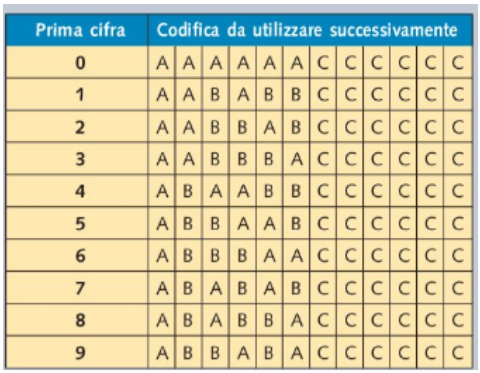 Prima cifra Codifica da utilizzare successivamente
0 A A A A A A C C C C C C
1 A A B A B B C C C C C C
2 A A B B A B C C C C C C
3 A A B B B A C C C C C C
4 A B A A B B C C C C C C
5 A B B A A B C C C C C C
6 A B B B A A C C C C C C
7 A B A B A B C C C C C C
8 A B A B B A C C C C C C
9 A B B A B A C C C C C C